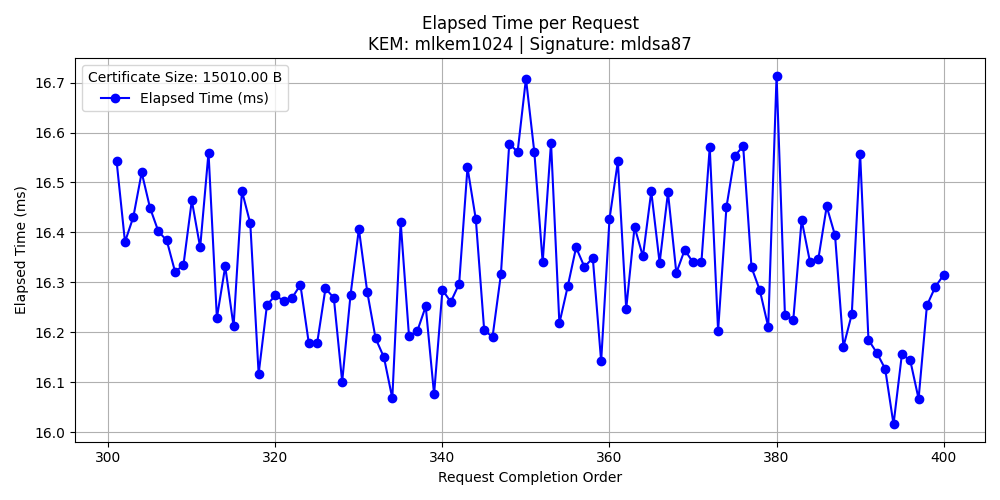 Elapsed Time per Request
KEM: mlkem1024 | Signature: mldsa87
Certificate Size: 15010.00 B
Elapsed Time (ms)
Elapsed Time (ms)
16.7
16.6
16.5
16.4
16.3
16.2
16.1
16.0
300
320
340
360
380
400
Request Completion Order